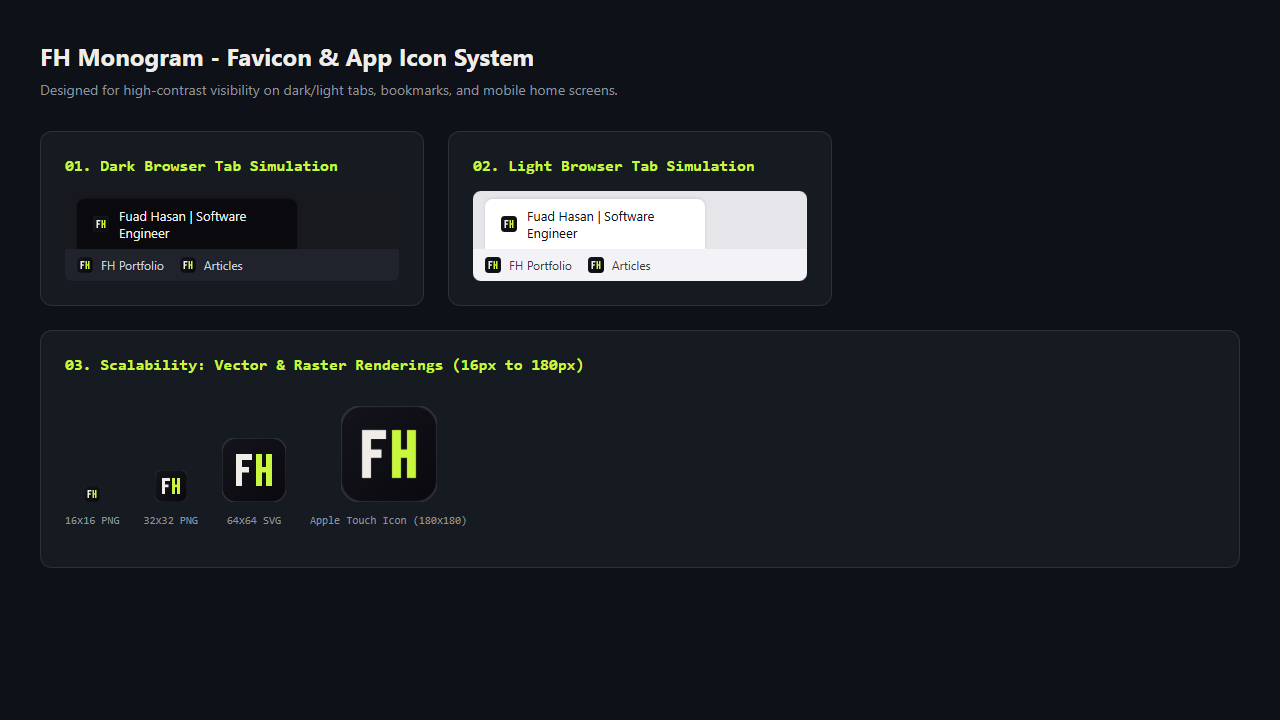 FH Monogram - Favicon & App Icon System
Designed for high-contrast visibility on dark/light tabs, bookmarks, and mobile home screens.
01. Dark Browser Tab Simulation
FH
Fuad Hasan | Software
Engineer
FH FH Portfolio FH Articles
02. Light Browser Tab Simulation
FH
Fuad Hasan | Software
Engineer
FH FH Portfolio FH Articles
03. Scalability: Vector & Raster Renderings (16px to 180px)
FH FH FH FH
16x16 PNG 32x32 PNG 64x64 SVG Apple Touch Icon (180x180)